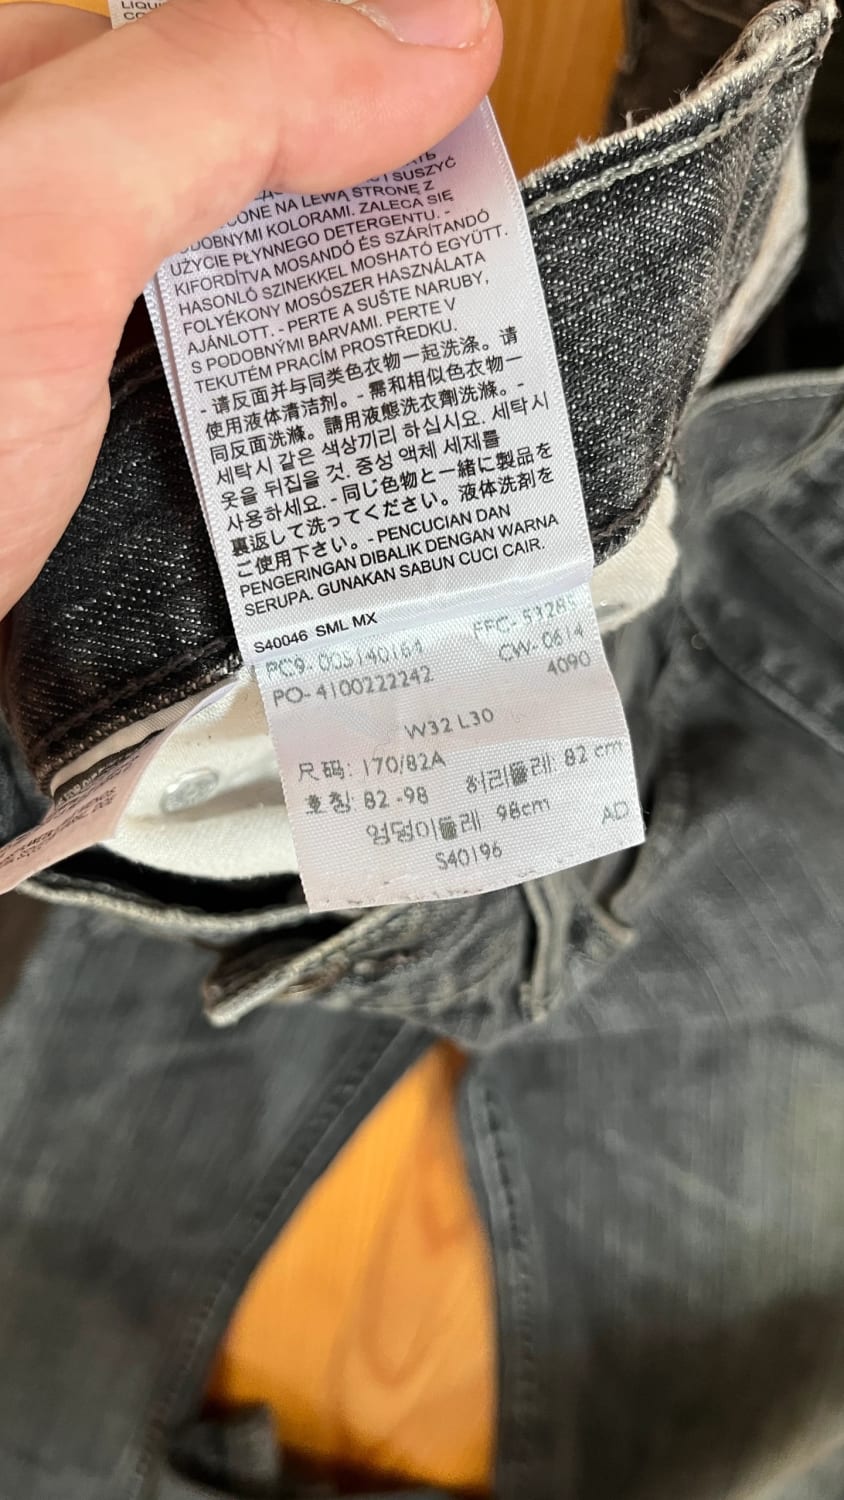 LIQUI
SUSZYĆ
NA LEWĄ STRONĘ Z
KOLORAMI. ZALECA SIĘ
UŻYCIE PŁYNNEGO DETERGENTU. -
KIFORDÍTVA MOSANDÓ ÉS SZÁRÍTANDÓ
HASONLÓ SZINEKKEL MOSHATÓ EGYÜTT.
FOLYÉKONY MOSÓSZER HASZNÁLATA
AJÁNLOTT. - PERTE A SUŠTE NARUBY,
S PODOBNÝMI BARVAMI. PERTE V
TEKUTÉM PRACÍM PROSTŘEDKU.
- 请反面并与同类色衣物一起洗涤。请
使用液体清洁剂。- 需和相似色衣物一
同反面洗滌。請用液態洗衣劑洗滌。-
세탁시 같은 색상끼리 하십시오. 세탁시
옷을 뒤집을 것. 중성 액체 세제를
사용하세요. - 同じ色物と一緒に製品を
裏返して洗ってください。液体洗剤を
ご使用下さい。- PENCUCIAN DAN
PENGERINGAN DIBALIK DENGAN WARNA
SERUPA. GUNAKAN SABUN CUCI CAIR.
S40046 SML MX
PC9-005140164
CW-0614
PO-4100222242 4090
W32 L30
尺码: 170/82A
호칭: 82-98 허리둘레: 82 cm
엉덩이둘레 98cm AD
S40196